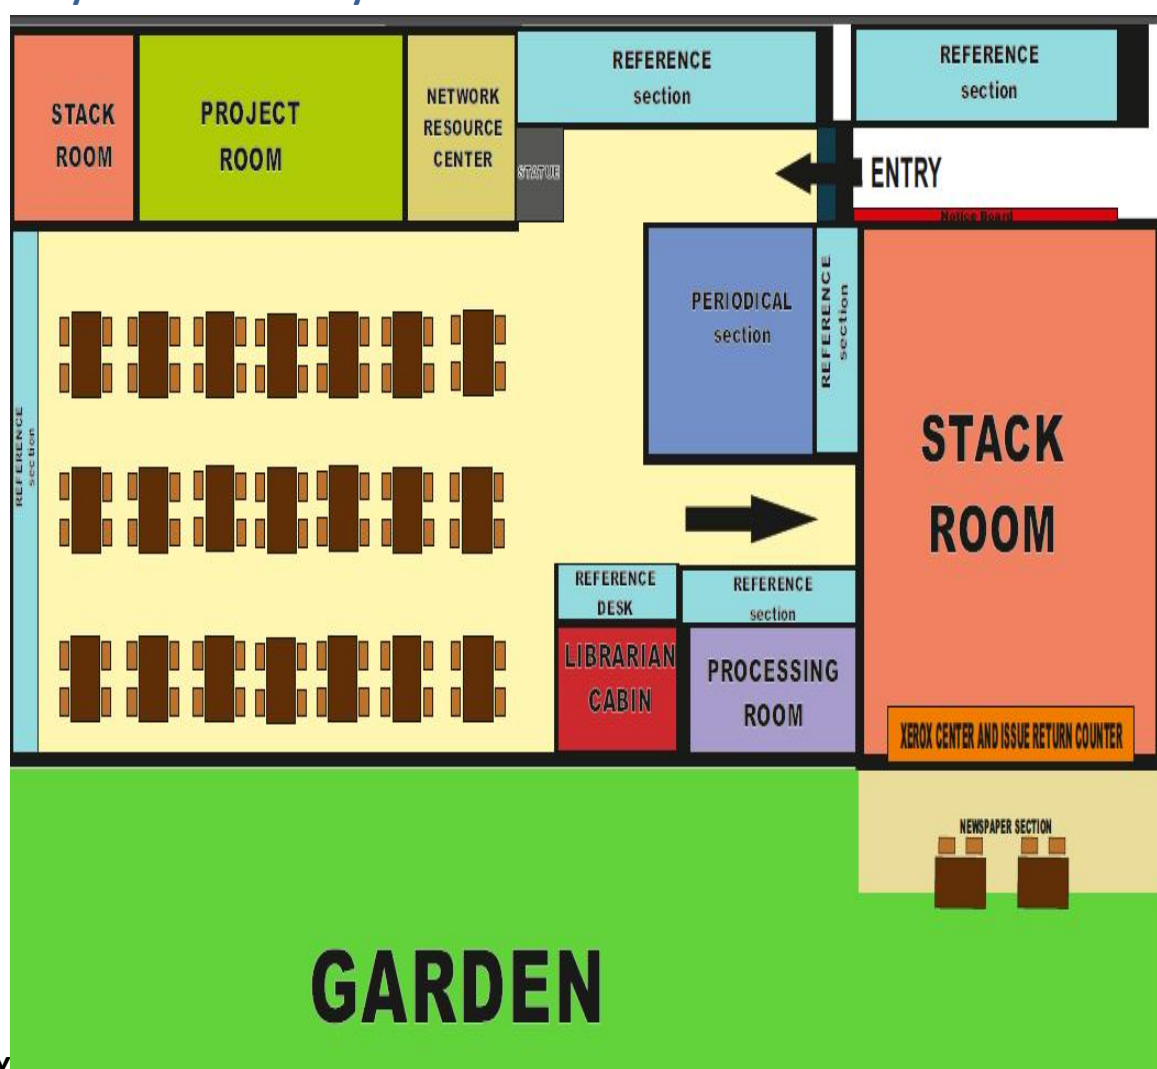 STACK
ROOM
PROJECT
ROOM
NETWORK
RESOURCE
CENTER
REFERENCE
section
REFERENCE
section
STATUE
ENTRY
Notice Board
PERIODICAL
section
REFERENCE
section
REFERENCE
section
STACK
ROOM
REFERENCE
DESK
REFERENCE
section
LIBRARIAN
CABIN
PROCESSING
ROOM
XEROX CENTER AND ISSUE RETURN COUNTER
NEWSPAPER SECTION
GARDEN